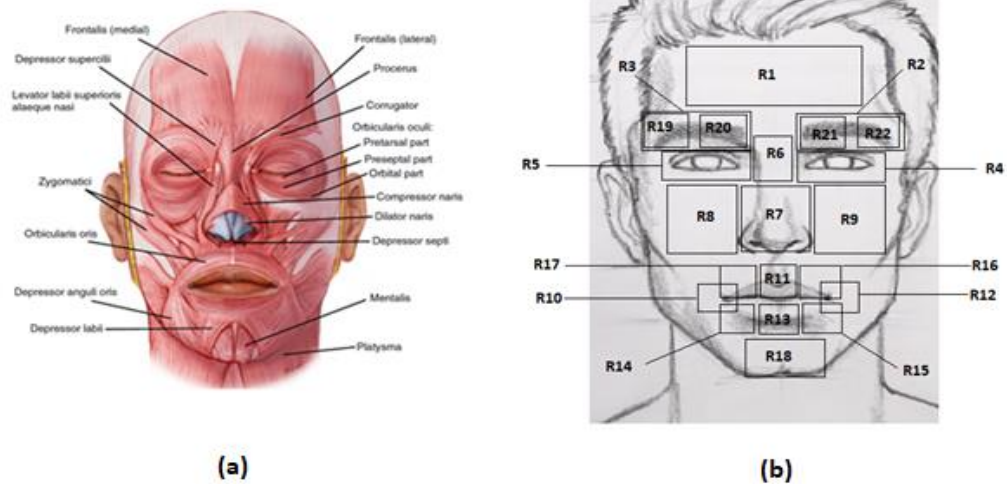 Frontalis (medial)
Depressor supercilii
Levator labii superioris
alaeque nasi
Zygomatici
Orbicularis oris
Depressor anguli oris
Depressor labii
Frontalis (lateral)
Procerus
Corrugator
Orbicularis oculi:
Pretarsal part
Preseptal part
Orbital part
Compressor naris
Dilator naris
Depressor septi
Mentalis
Platysma
(a)
R1
R3
R2
R19
R20
R21
R22
R5
R6
R4
R8
R7
R9
R17
R11
R16
R10
R12
R13
R14
R18
R15
(b)